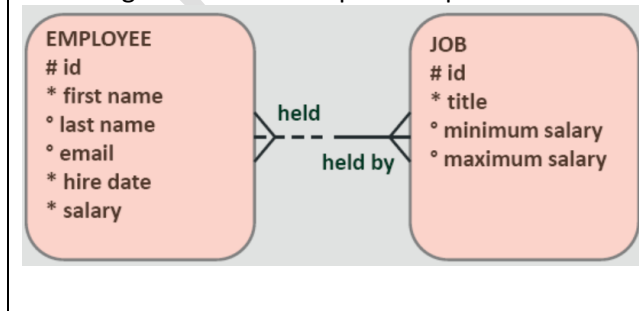 EMPLOYEE
# id
* first name
° last name
° email
* hire date
* salary
held
held by
JOB
# id
* title
° minimum salary
° maximum salary